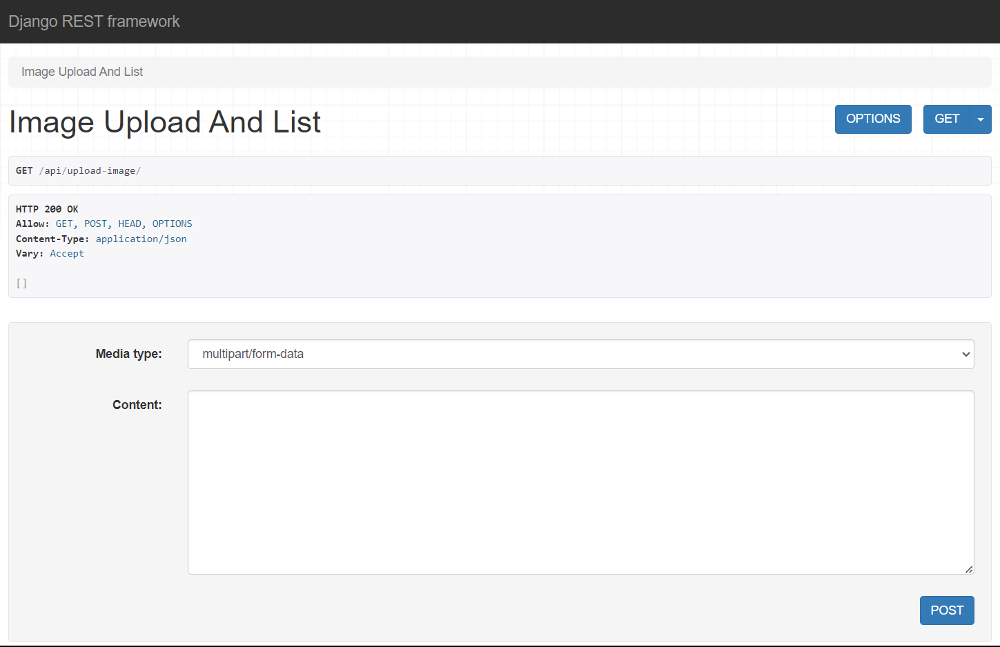 Django REST framework
Image Upload And List
Image Upload And List
OPTIONS
GET
GET /api/upload-image/
HTTP 200 OK
Allow: GET, POST, HEAD, OPTIONS
Content-Type: application/json
Vary: Accept
[]
Media type:
multipart/form-data
Content:
POST